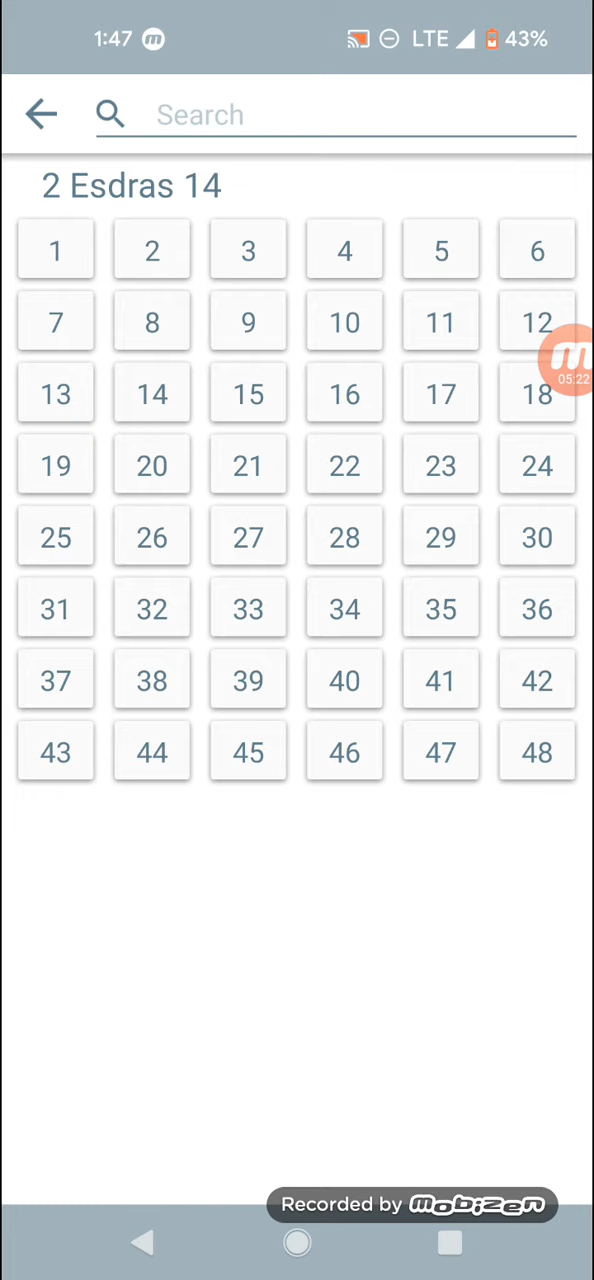 1:47 LTE 43%
Search
2 Esdras 14
1 2 3 4 5 6
7 8 9 10 11 12
13 14 15 16 17 18
05:22
19 20 21 22 23 24
25 26 27 28 29 30
31 32 33 34 35 36
37 38 39 40 41 42
43 44 45 46 47 48
Recorded by mobizen